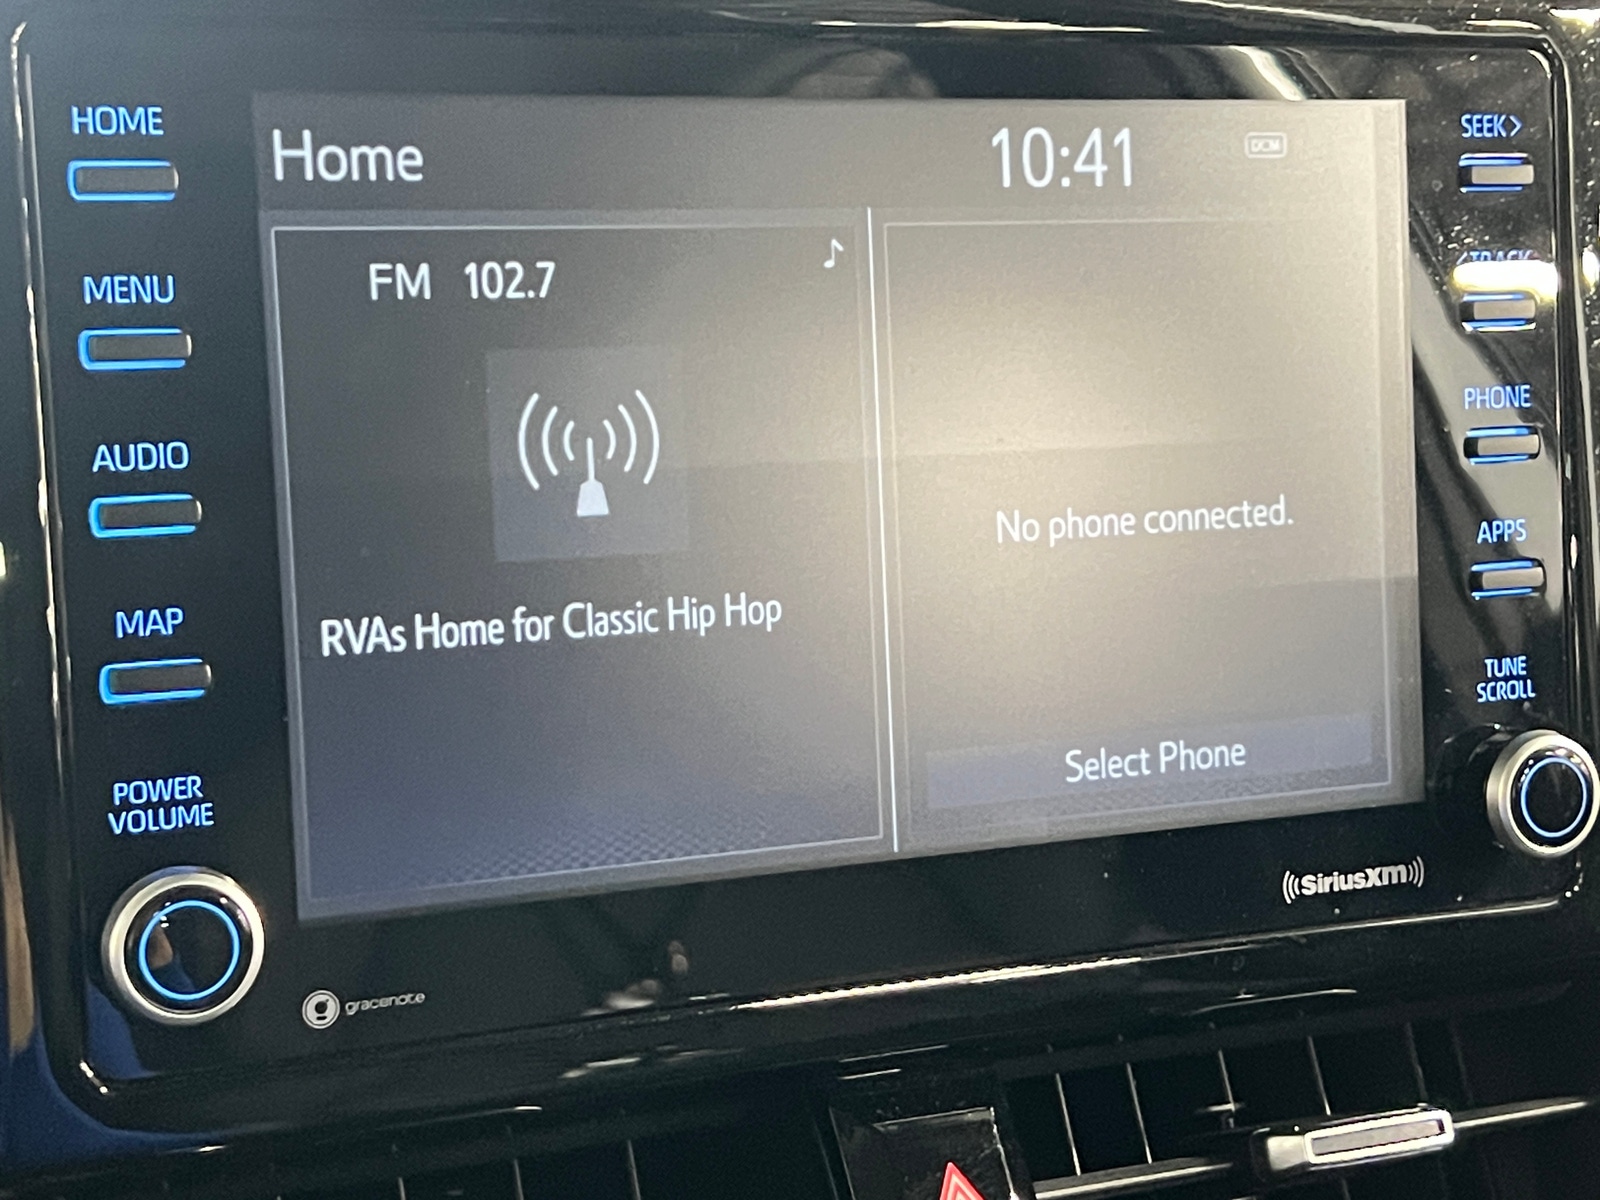 HOME
MENU
AUDIO
MAP
POWER
VOLUME
Home
10:41
DCM
FM 102.7
RVAs Home for Classic Hip Hop
No phone connected.
Select Phone
SEEK>
<TRACK
PHONE
APPS
TUNE
SCROLL
SiriusXM
gracenote